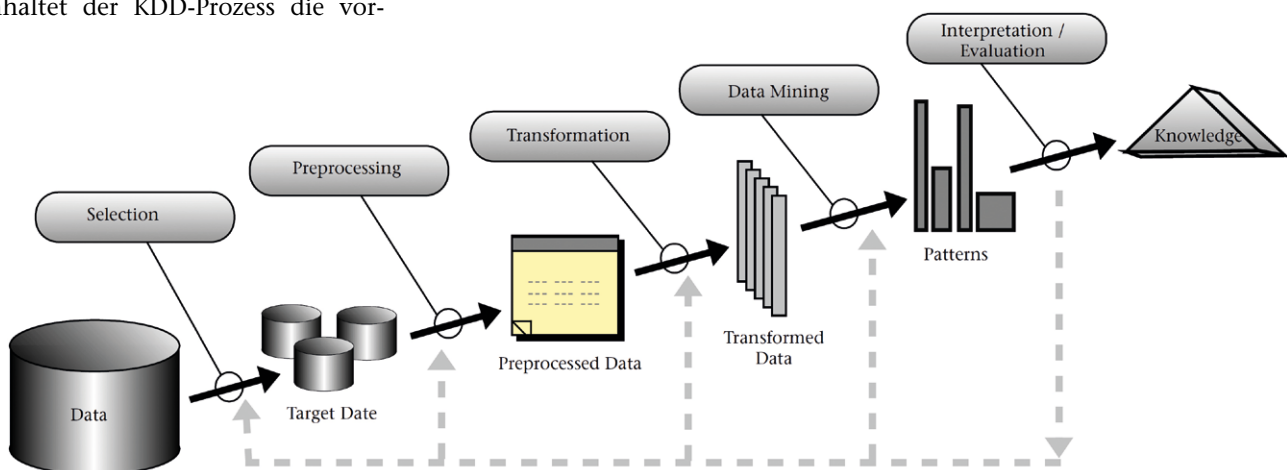 nhaltet der KDD-Prozess die vor-
Interpretation /
Evaluation
Data Mining
Transformation
Preprocessing
Selection
Knowledge
Patterns
Transformed
Data
Preprocessed Data
Target Date
Data